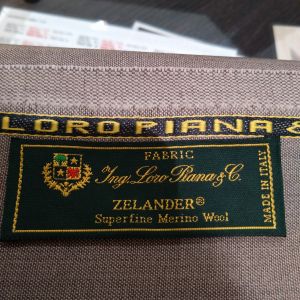 LORO PIANA &
FABRIC
Ing. Loro Piana & C.
ZELANDER®
Superfine Merino Wool
MADE IN ITALY